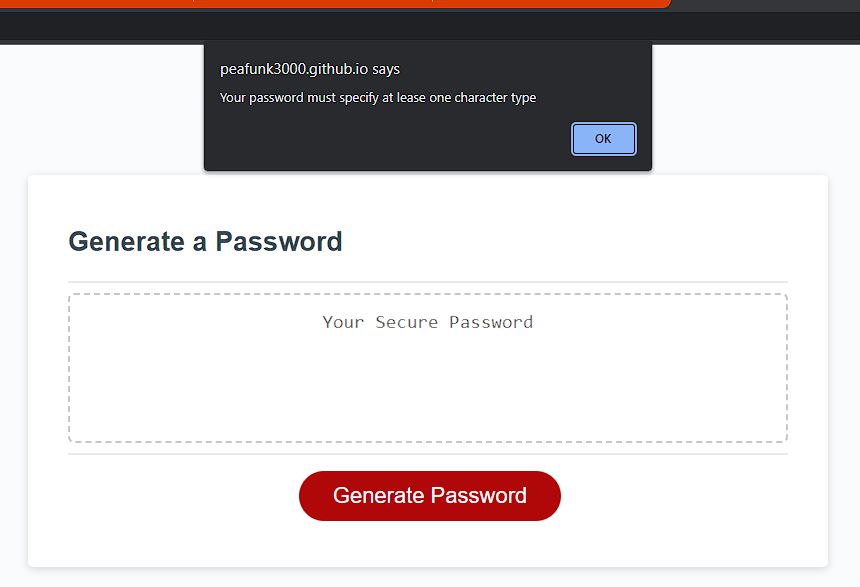 peafunk3000.github.io says
Your password must specify at lease one character type
OK
Generate a Password
Your Secure Password
Generate Password